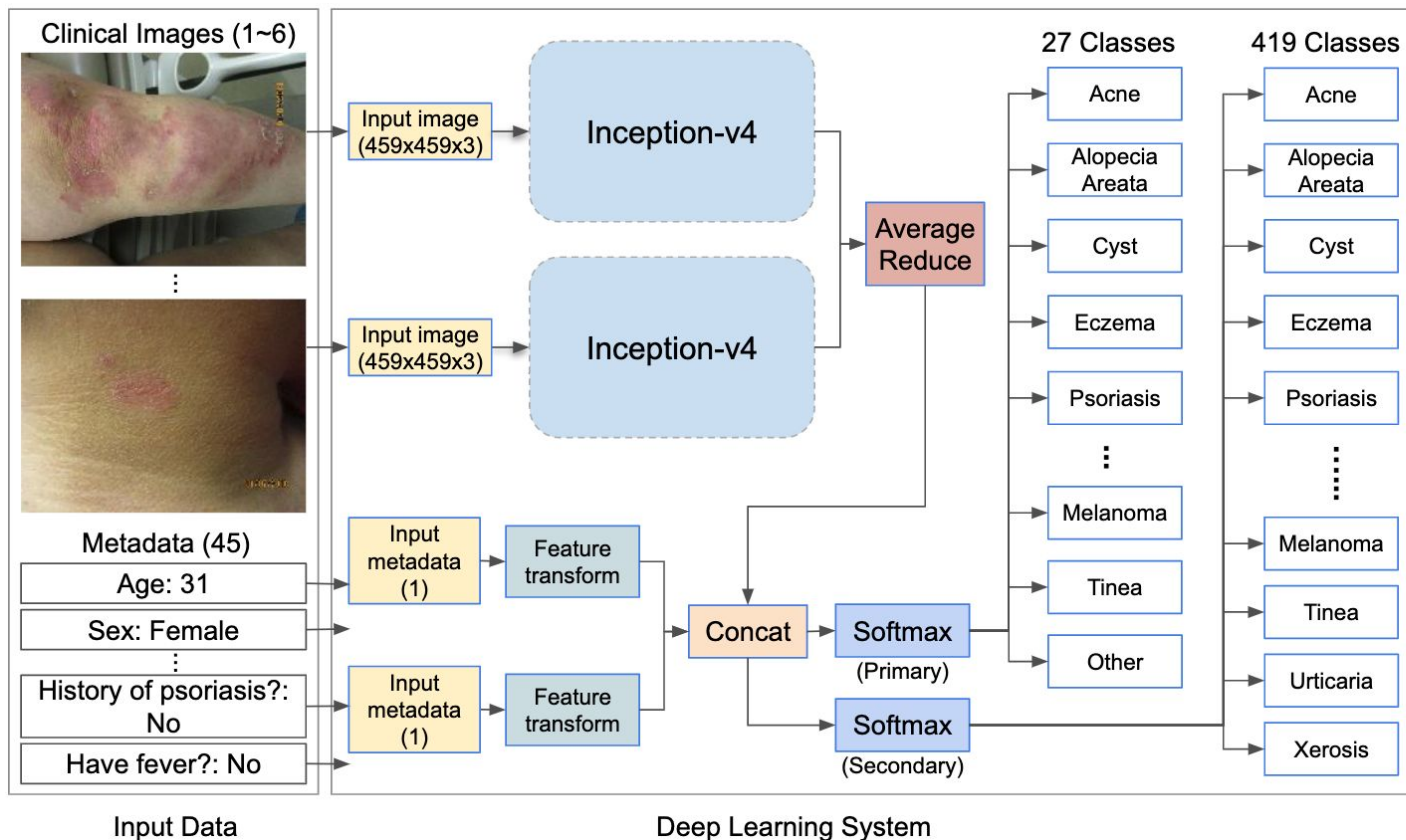 Clinical Images (1~6)
Input image
(459x459x3)
Inception-v4
Input image
(459x459x3)
Inception-v4
Average
Reduce
Metadata (45)
Age: 31
Sex: Female
History of psoriasis?:
No
Have fever?: No
Input
metadata
(1)
Feature
transform
Input
metadata
(1)
Feature
transform
Concat
Softmax
(Primary)
Softmax
(Secondary)
27 Classes
Acne
Alopecia
Areata
Cyst
Eczema
Psoriasis
Melanoma
Tinea
Other
419 Classes
Acne
Alopecia
Areata
Cyst
Eczema
Psoriasis
Melanoma
Tinea
Urticaria
Xerosis
Input Data
Deep Learning System